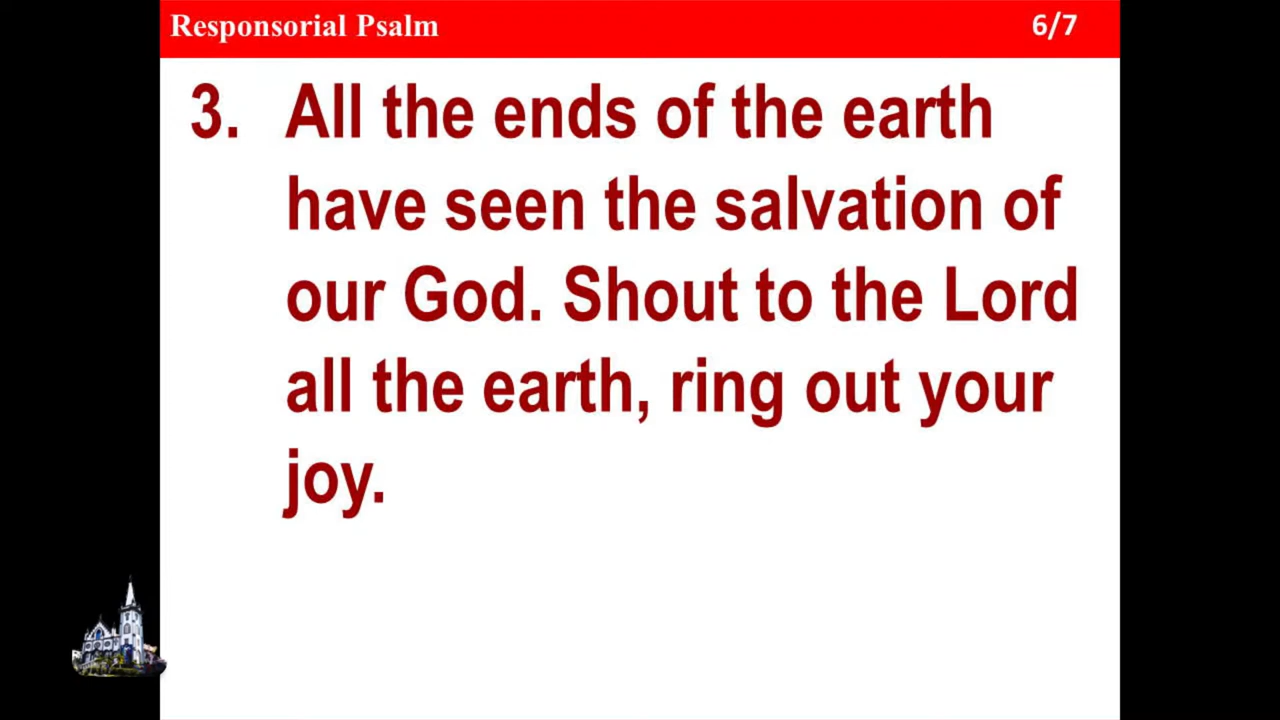 Responsorial Psalm 6/7
3. All the ends of the earth
have seen the salvation of
our God. Shout to the Lord
all the earth, ring out your
joy.